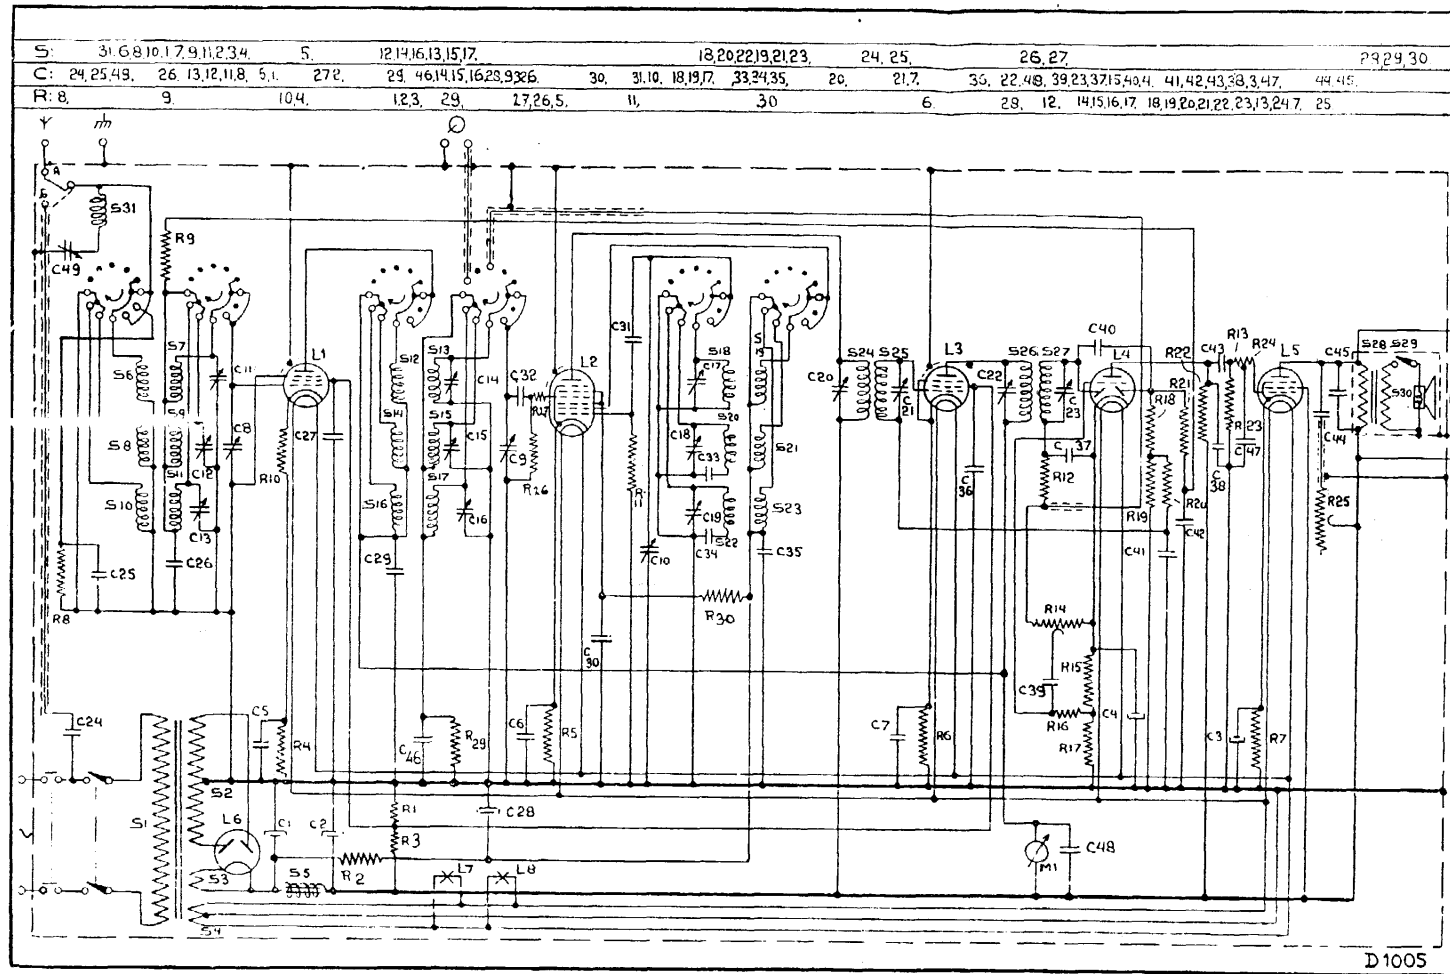 S: 31.6.8.10.1.7.9.11.2.3.4. 5. 12,14,16,13,15,17. 18,20,22,19,21,23, 24, 25, 26, 27, 29,30
C: 24,25,49, 26, 13,12,11,8, 5,1. 27 2. 29, 46,14,15,16 30, 31,10, 18,19,17, 33,34,35, 20, 21,7. 36, 22,48, 39,23,37,15,40,4. 41,42,43,38,3,47. 44,45
R: 8, 9, 10,4. 1,2,3, 29, 27,26,5, 11, 30 6. 28, 12. 14,15,16,17, 18,19,20,21,22,23,13,24,7, 25
A
S31
R9
C49
S7 L1 S12 S13 C31 L2 S18 S19 S24 S25 L3 S26 S27 C40 L4 R22 C43 R13 R24 L5 C45 S28 S29
S6 C11 C14 C32 C17 C20 C21 C22 C23 R21 S30
S9 R17 S20 R18
S8 C8 C27 S14 S15 C15 C9 C18 S21 C37 R23 C47 C44
S11 C12 R10 S17 R26 C33 R12 C38
S10 C13 S16 C16 R11 C19 S23 C36 R19 R20 R25
C25 C26 C29 C10 C34 S22 C35 C41 C42
R8 R30 R14
C30 C39 R15
C24 C5 R4 C46 R29 C6 R5 C7 R6 R16 C4 C3 R7
R17
S2 S1 L6 C1 C2 R1 C28
R3 C48
S3 S5 R2 L7 L8 M1
S4
D1005